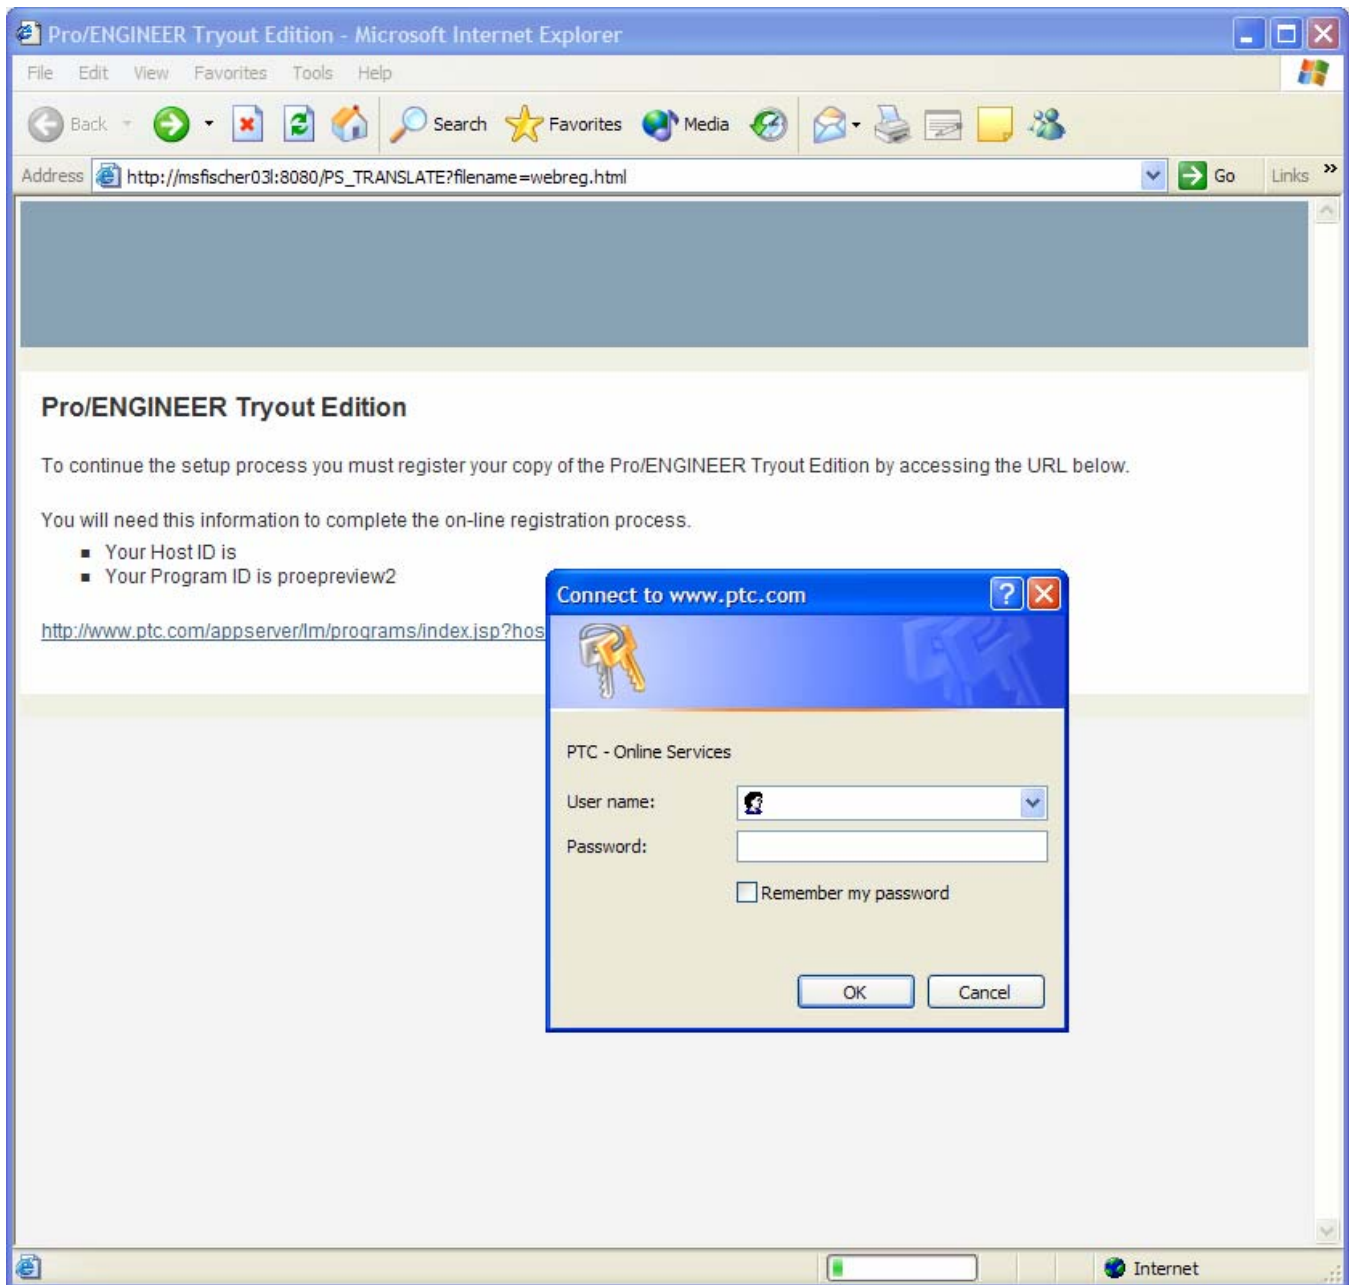 Pro/ENGINEER Tryout Edition - Microsoft Internet Explorer
File Edit View Favorites Tools Help
Back Search Favorites Media
Address http://msfischer03l:8080/PS_TRANSLATE?filename=webreg.html Go Links »
Pro/ENGINEER Tryout Edition
To continue the setup process you must register your copy of the Pro/ENGINEER Tryout Edition by accessing the URL below.
You will need this information to complete the on-line registration process.
Your Host ID is
Your Program ID is proepreview2
http://www.ptc.com/appserver/lm/programs/index.jsp?hos
Connect to www.ptc.com
PTC - Online Services
User name:
Password:
Remember my password
OK Cancel
Internet